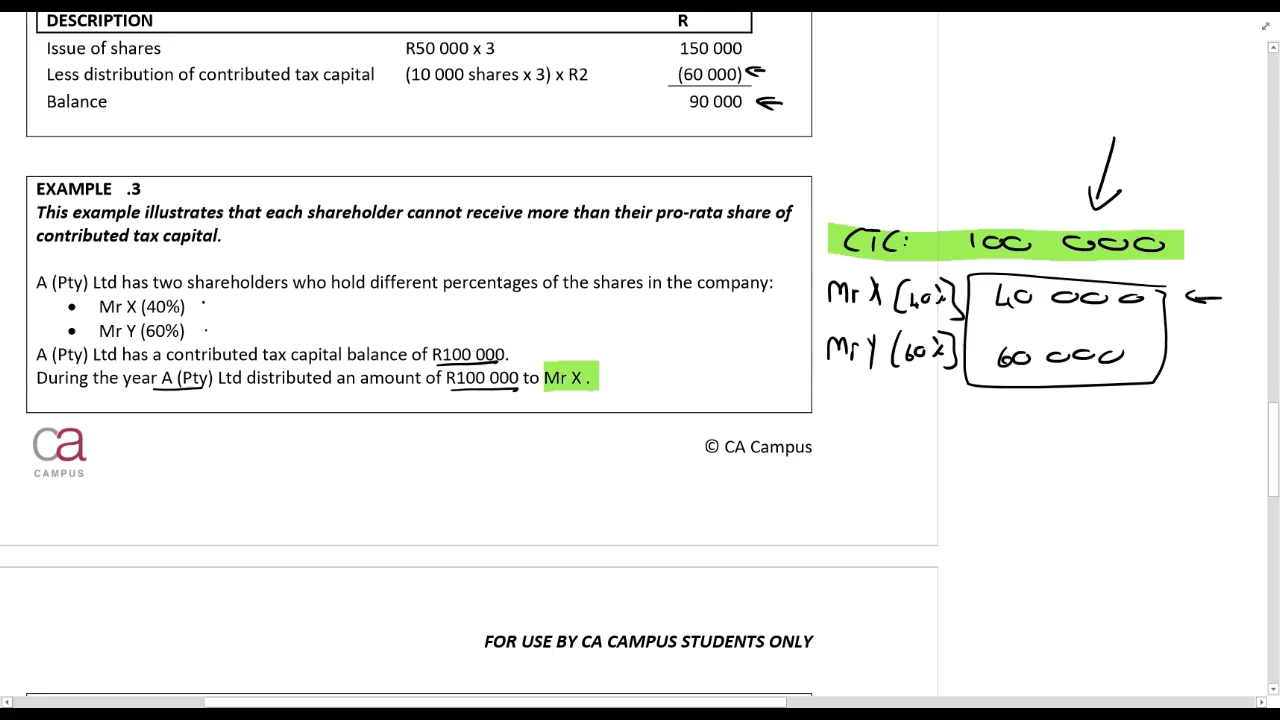 DESCRIPTION R
Issue of shares R50 000 x 3 150 000
Less distribution of contributed tax capital (10 000 shares x 3) x R2 (60 000)
Balance 90 000
EXAMPLE .3
This example illustrates that each shareholder cannot receive more than their pro-rata share of
contributed tax capital.
A (Pty) Ltd has two shareholders who hold different percentages of the shares in the company:
• Mr X (40%)
• Mr Y (60%)
A (Pty) Ltd has a contributed tax capital balance of R100 000.
During the year A (Pty) Ltd distributed an amount of R100 000 to Mr X .
CTC: 100 000
Mr X (40%) 40 000
Mr Y (60%) 60 000
ca
CAMPUS
© CA Campus
FOR USE BY CA CAMPUS STUDENTS ONLY